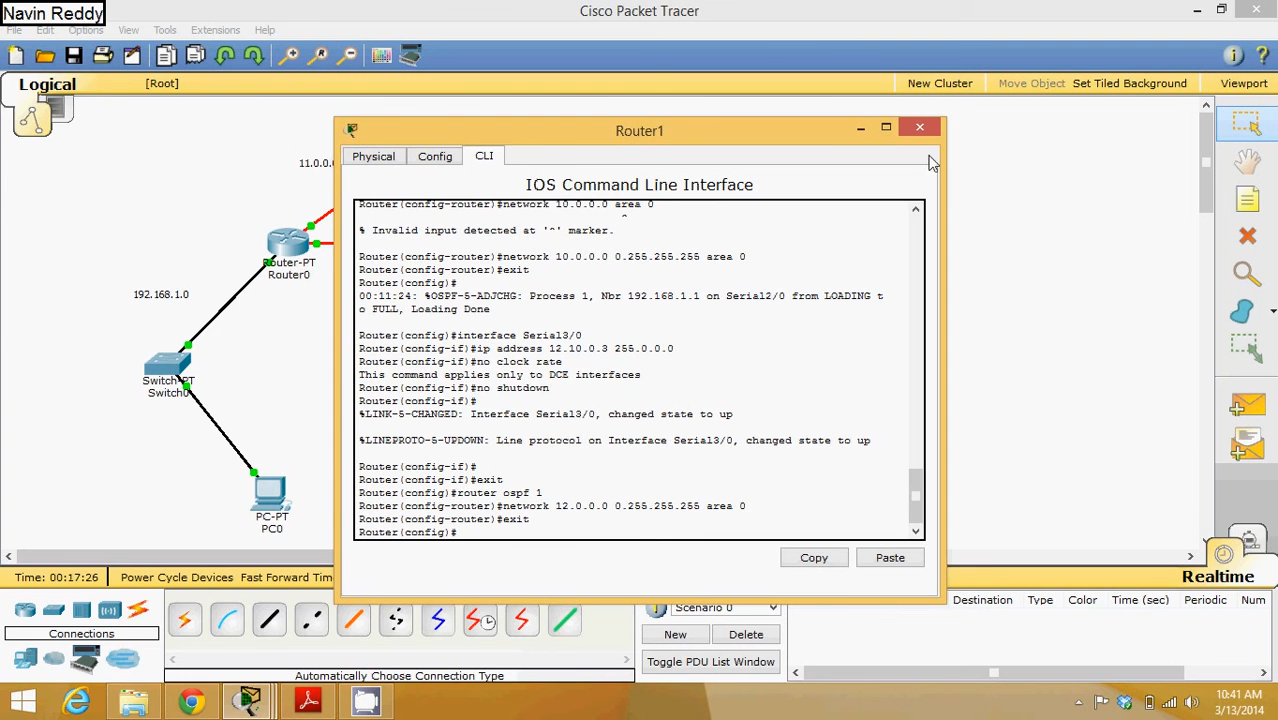 Navin Reddy
Cisco Packet Tracer
File Edit Options View Tools Extensions Help
Logical
[Root]
New Cluster
Move Object
Set Tiled Background
Viewport
11.0.0
Router-PT
Router0
192.168.1.0
Switch-PT
Switch0
PC-PT
PC0
Router1
Physical
Config
CLI
IOS Command Line Interface
Router(config-router)#network 10.0.0.0 area 0
^
% Invalid input detected at '^' marker.
Router(config-router)#network 10.0.0.0 0.255.255.255 area 0
Router(config-router)#exit
Router(config)#
00:11:24: %OSPF-5-ADJCHG: Process 1, Nbr 192.168.1.1 on Serial2/0 from LOADING t
o FULL, Loading Done
Router(config)#interface Serial3/0
Router(config-if)#ip address 12.10.0.3 255.0.0.0
Router(config-if)#no clock rate
This command applies only to DCE interfaces
Router(config-if)#no shutdown
Router(config-if)#
%LINK-5-CHANGED: Interface Serial3/0, changed state to up
%LINEPROTO-5-UPDOWN: Line protocol on Interface Serial3/0, changed state to up
Router(config-if)#
Router(config-if)#exit
Router(config)#router ospf 1
Router(config-router)#network 12.0.0.0 0.255.255.255 area 0
Router(config-router)#exit
Router(config)#
Copy
Paste
Time: 00:17:26
Power Cycle Devices
Fast Forward Tim
Realtime
Connections
Automatically Choose Connection Type
Scenario 0
New
Delete
Toggle PDU List Window
Destination Type Color Time (sec) Periodic Num
10:41 AM
3/13/2014